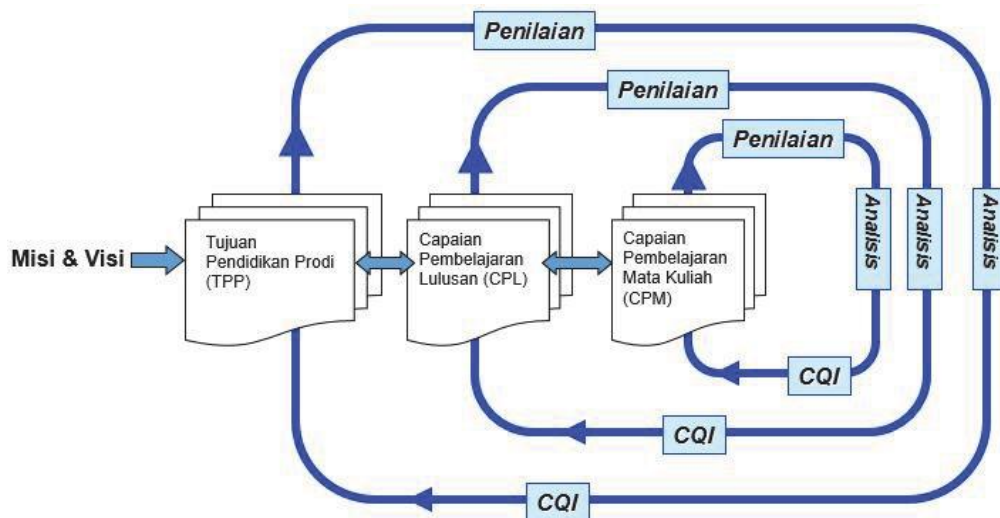 Penilaian
Penilaian
Penilaian
Misi & Visi
Tujuan
Pendidikan Prodi
(TPP)
Capaian
Pembelajaran
Lulusan (CPL)
Capaian
Pembelajaran
Mata Kuliah
(CPM)
Analisis
Analisis
Analisis
CQI
CQI
CQI